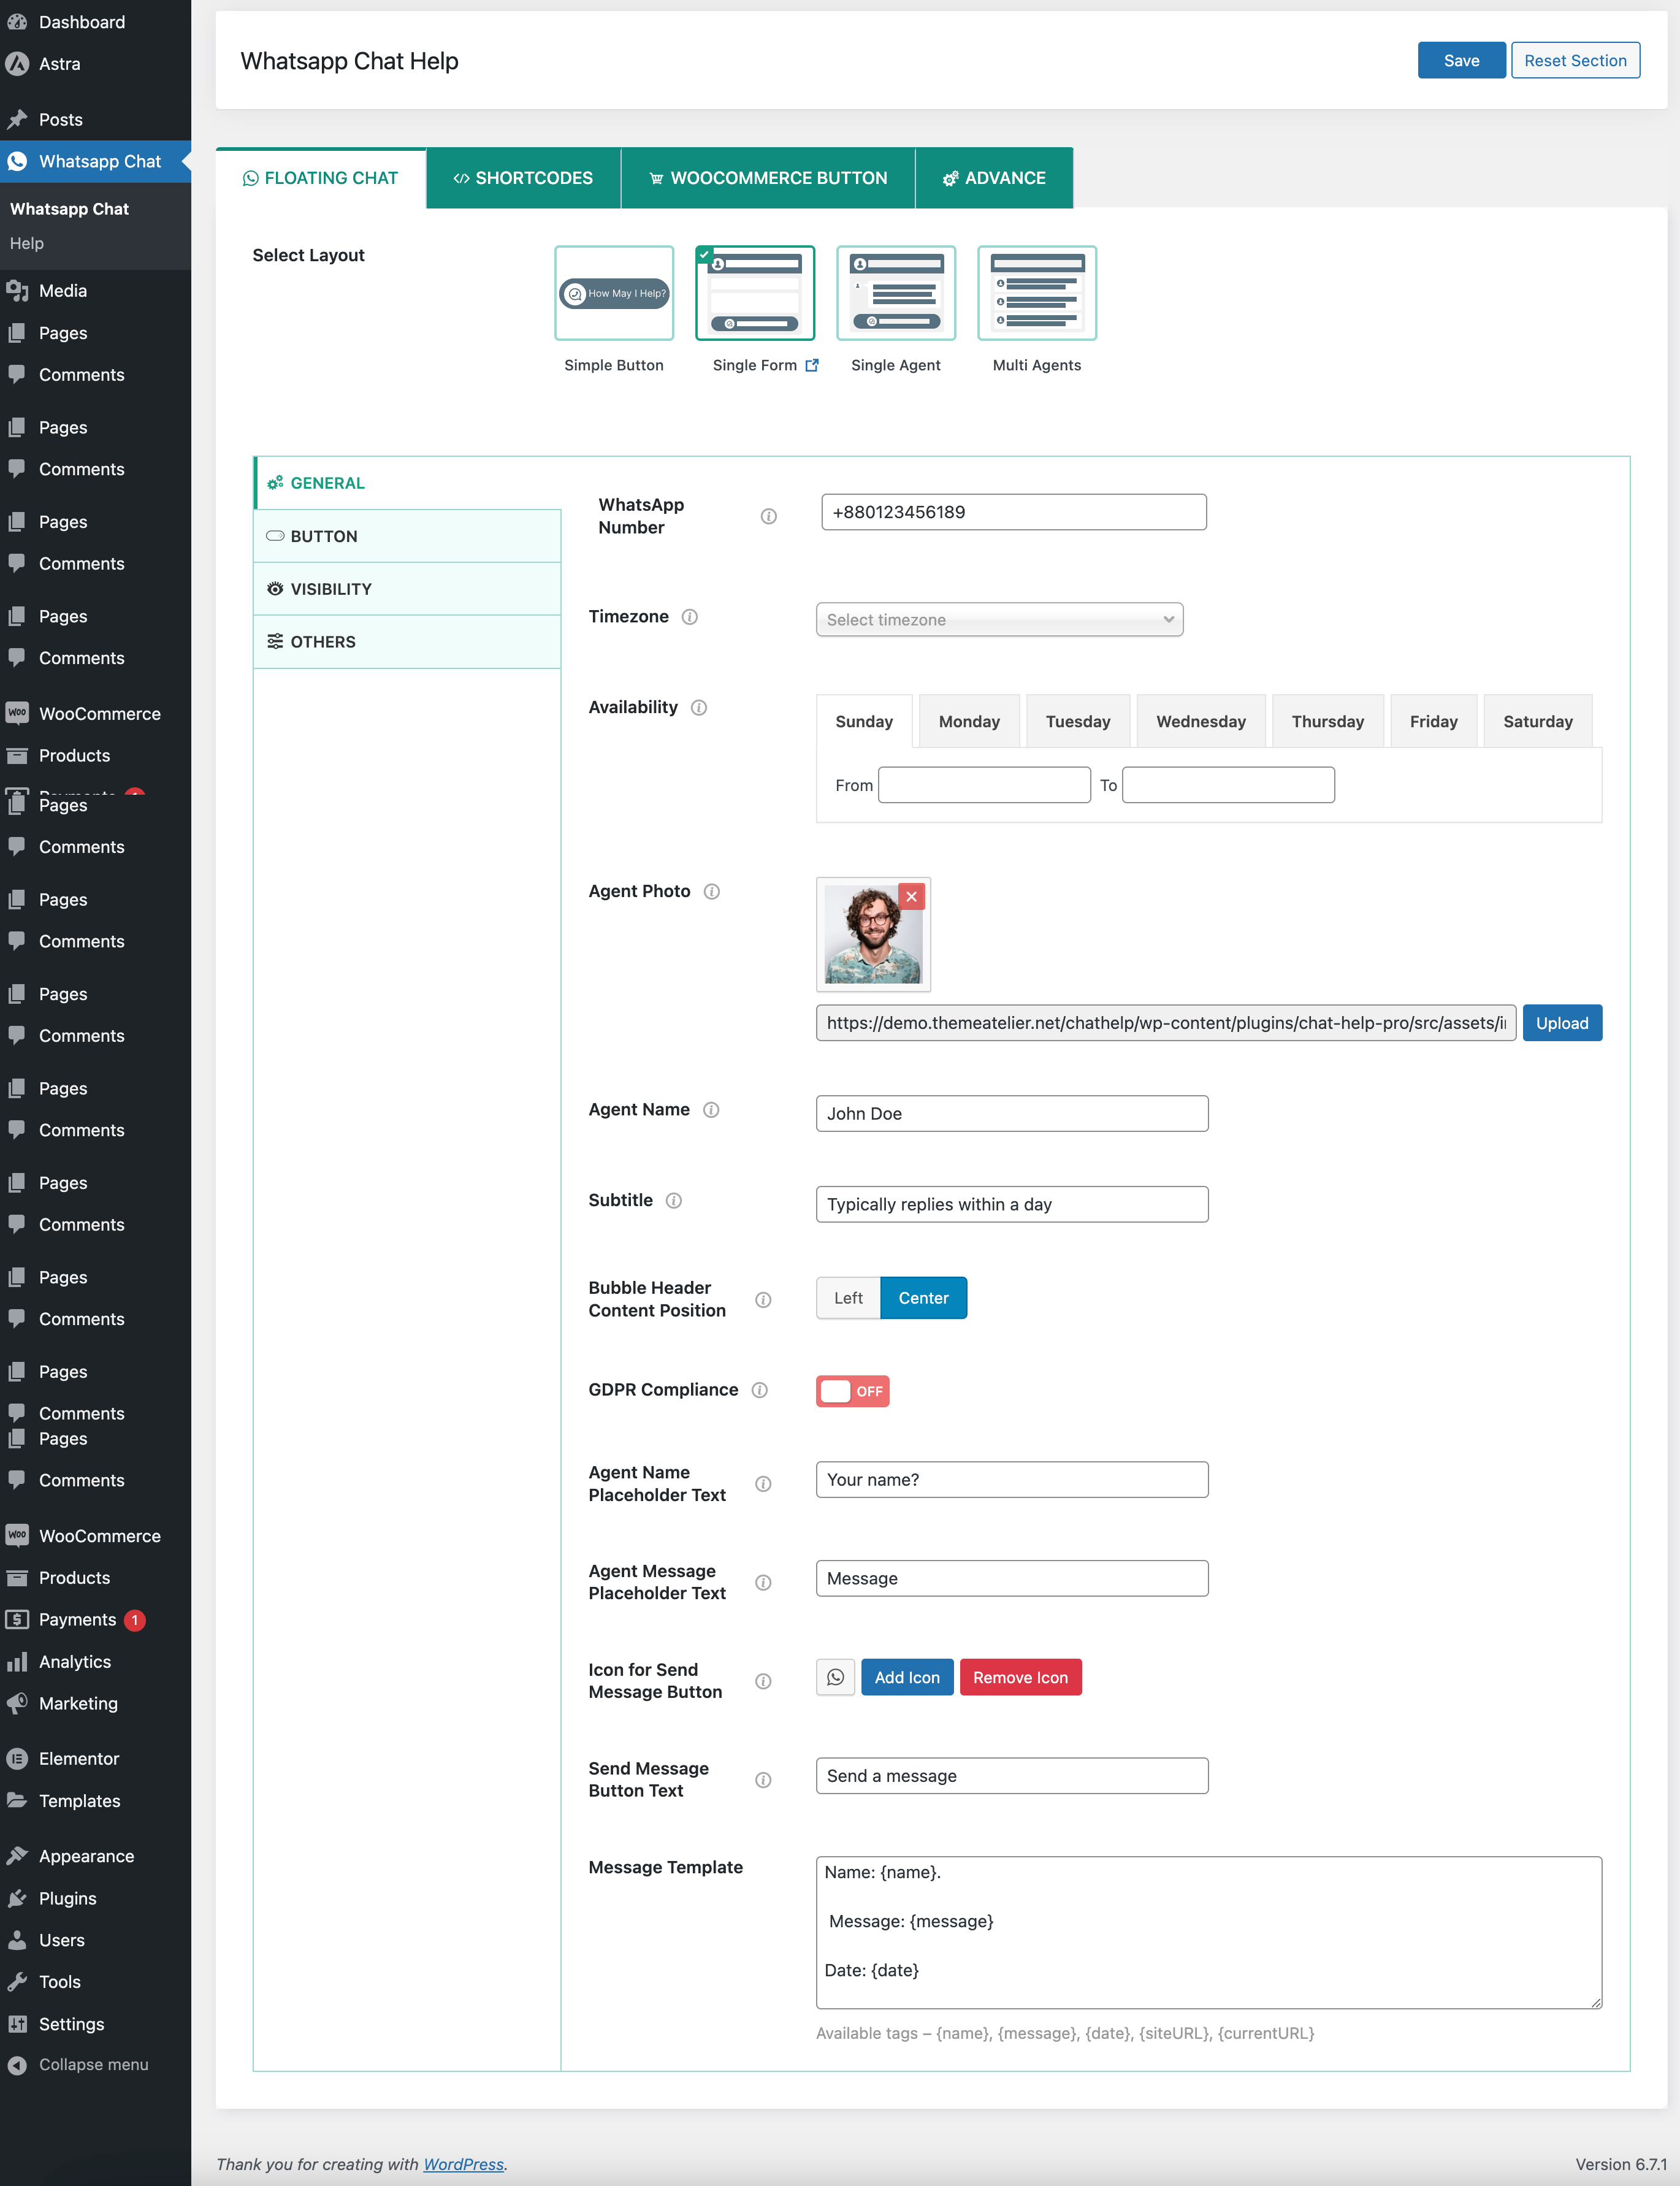 Dashboard
Astra
Posts
Whatsapp Chat
Whatsapp Chat
Help
Media
Pages
Comments
Pages
Comments
Pages
Comments
Pages
Comments
WooCommerce
Products
Payments
Pages
Comments
Pages
Comments
Pages
Comments
Pages
Comments
Pages
Comments
Pages
Comments
Pages
Comments
Pages
Comments
WooCommerce
Products
Payments 1
Analytics
Marketing
Elementor
Templates
Appearance
Plugins
Users
Tools
Settings
Collapse menu
Whatsapp Chat Help
Save Reset Section
FLOATING CHAT SHORTCODES WOOCOMMERCE BUTTON ADVANCE
Select Layout
How May I Help?
Simple Button Single Form Single Agent Multi Agents
GENERAL
BUTTON
VISIBILITY
OTHERS
WhatsApp
Number
+880123456189
Timezone Select timezone
Availability
Sunday Monday Tuesday Wednesday Thursday Friday Saturday
From To
Agent Photo
https://demo.themeatelier.net/chathelp/wp-content/plugins/chat-help-pro/src/assets/i Upload
Agent Name John Doe
Subtitle Typically replies within a day
Bubble Header
Content Position
Left Center
GDPR Compliance OFF
Agent Name
Placeholder Text
Your name?
Agent Message
Placeholder Text
Message
Icon for Send
Message Button
Add Icon Remove Icon
Send Message
Button Text
Send a message
Message Template
Name: {name}.
Message: {message}
Date: {date}
Available tags – {name}, {message}, {date}, {siteURL}, {currentURL}
Thank you for creating with WordPress.
Version 6.7.1